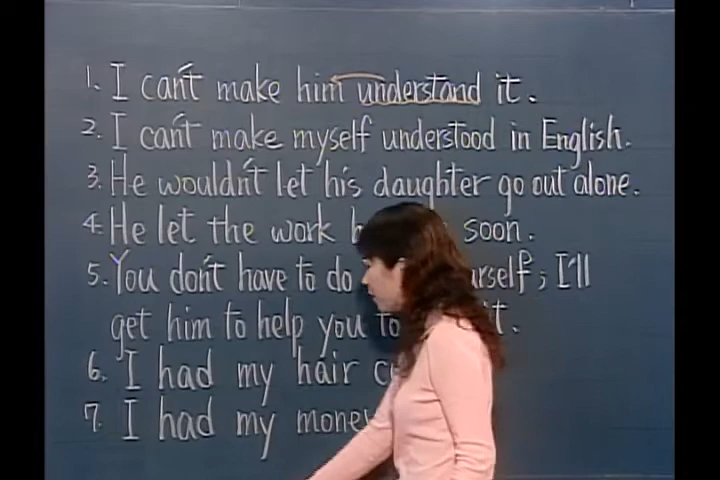 1. I can't make him understand it.
2. I can't make myself understood in English.
3. He wouldn't let his daughter go out alone.
4. He let the work soon.
5. You don't have to do ; I'll
get him to help you to it.
6. I had my hair
7. I had my